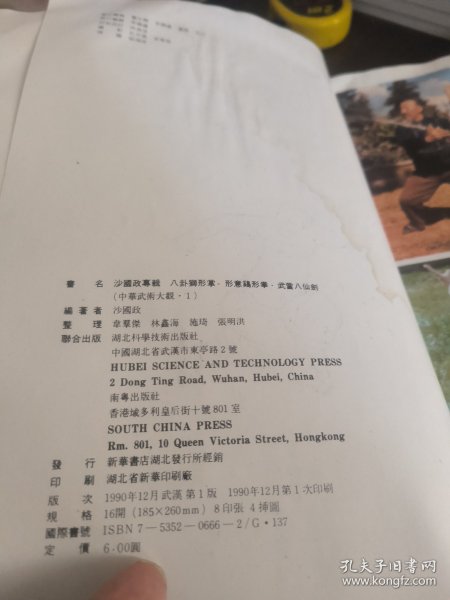 書 名 沙國政專輯 八卦獅形掌·形意鷄形拳·武當八仙劍
(中華武術大觀·1)
編著者 沙國政
整 理 韋羣傑 林鑫海 施琦 張明洪
聯合出版 湖北科學技術出版社
中國湖北省武漢市東亭路2號
HUBEI SCIENCE AND TECHNOLOGY PRESS
2 Dong Ting Road, Wuhan, Hubei, China
南粵出版社
香港域多利皇后街十號801室
SOUTH CHINA PRESS
Rm. 801, 10 Queen Victoria Street, Hongkong
發 行 新華書店湖北發行所經銷
印 刷 湖北省新華印刷廠
版 次 1990年12月武漢第1版 1990年12月第1次印刷
規 格 16開(185×260mm) 8印張 4挿圖
國際書號 ISBN 7—5352—0666—2/G·137
定 價 6.00圓
孔夫子旧书网
www.kongfz.com